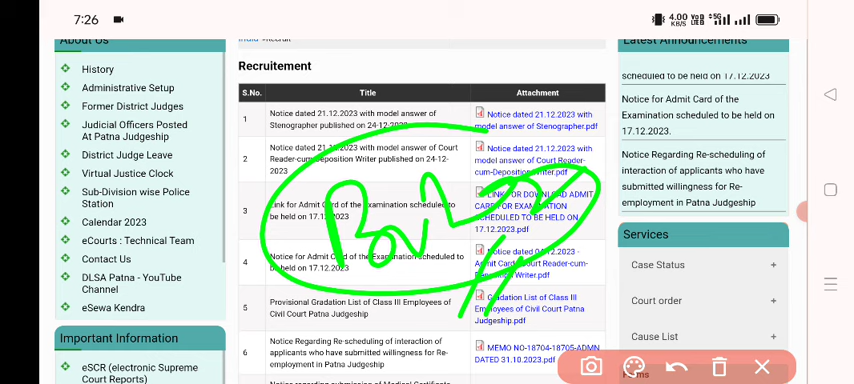 7:26
4.00
KB/S
5G
About Us
History
Administrative Setup
Former District Judges
Judicial Officers Posted
At Patna Judgeship
District Judge Leave
Virtual Justice Clock
Sub-Division wise Police
Station
Calendar 2023
eCourts : Technical Team
Contact Us
DLSA Patna - YouTube
Channel
eSewa Kendra
Important Information
eSCR (electronic Supreme
Court Reports)
India »Recruit
Recruitement
S.No. Title Attachment
1 Notice dated 21.12.2023 with model answer of
Stenographer published on 24-12-2023
Notice dated 21.12.2023 with
model answer of Stenographer.pdf
2 Notice dated 21.12.2023 with model answer of Court
Reader-cum-Deposition Writer published on 24-12-
2023
Notice dated 21.12.2023 with
model answer of Court Reader-
cum-Deposition Writer.pdf
3 Link for Admit Card of the Examination scheduled to
be held on 17.12.2023
LINK FOR DOWNLOAD ADMIT
CARD FOR EXAMINATION
SCHEDULED TO BE HELD ON
17.12.2023.pdf
4 Notice for Admit Card of the Examination scheduled to
be held on 17.12.2023
Notice dated 04.12.2023 -
Admit Card Court Reader-cum-
Deposition Writer.pdf
5 Provisional Gradation List of Class III Employees of
Civil Court Patna Judgeship
Gradation List of Class III
Employees of Civil Court Patna
Judgeship.pdf
6 Notice Regarding Re-scheduling of interaction of
applicants who have submitted willingness for Re-
employment in Patna Judgeship
MEMO NO-18704-18705-ADMN
DATED 31.10.2023.pdf
Notice regarding submission of Medical Certificate
Latest Announcements
scheduled to be held on 17.12.2023
Notice for Admit Card of the
Examination scheduled to be held on
17.12.2023.
Notice Regarding Re-scheduling of
interaction of applicants who have
submitted willingness for Re-
employment in Patna Judgeship
Services
Case Status +
Court order +
Cause List +
Forms